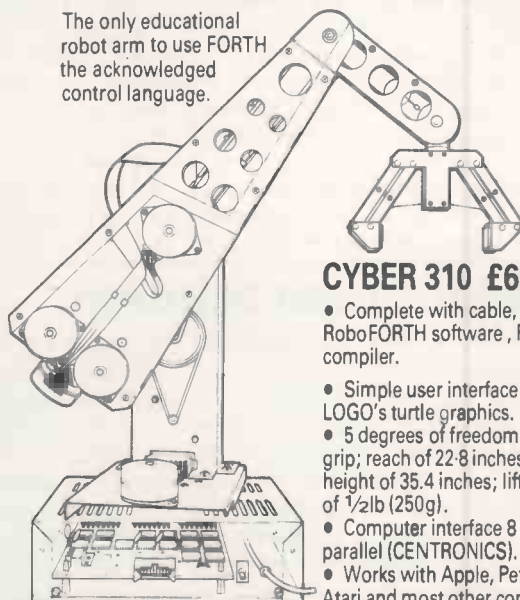 The only educational
robot arm to use FORTH
the acknowledged
control language.
CYBER 310 £6
• Complete with cable,
RoboFORTH software,
compiler.
• Simple user interface
LOGO's turtle graphics.
• 5 degrees of freedom
grip; reach of 22·8 inches
height of 35.4 inches; lift
of ½lb (250g).
• Computer interface 8
parallel (CENTRONICS).
• Works with Apple, Pet
Atari and most other